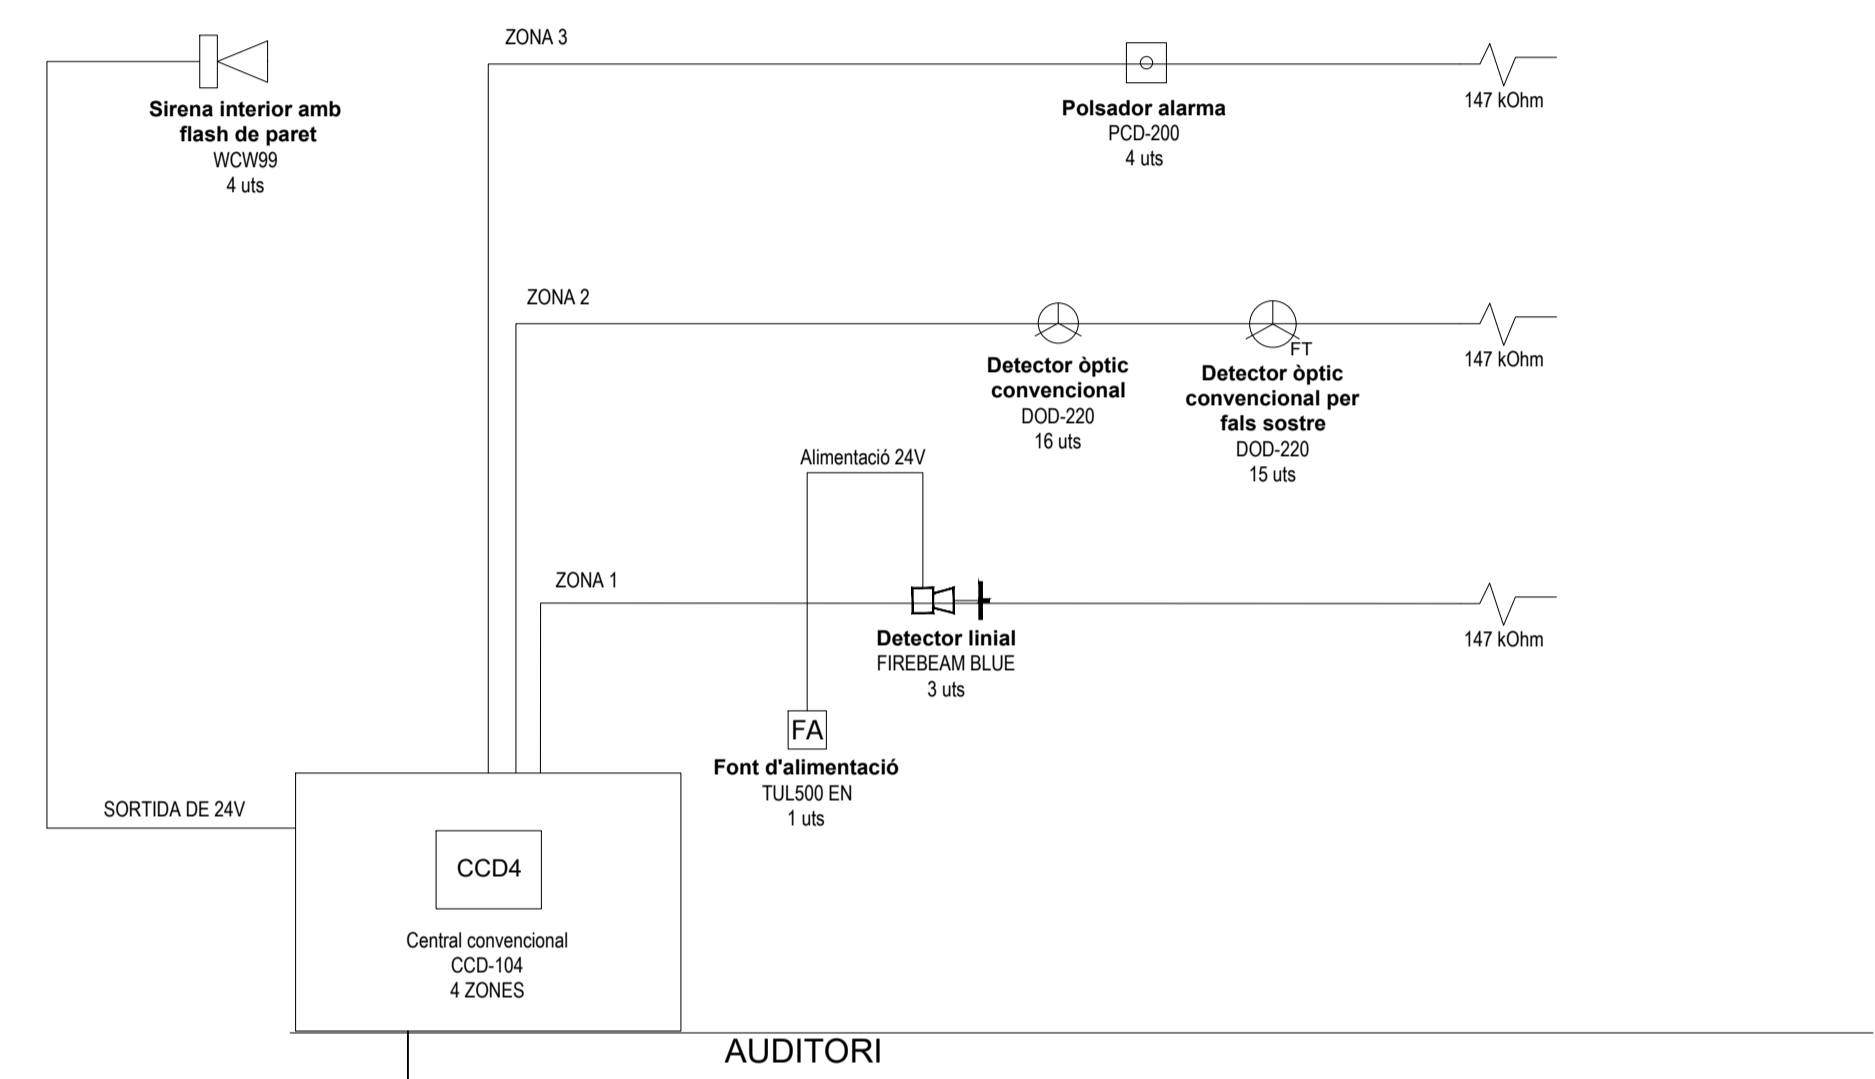 ZONA 3
Sirena interior amb
flash de paret
WCW99
4 uts
Polsador alarma
PCD-200
4 uts
147 kOhm
ZONA 2
Detector òptic
convencional
DOD-220
16 uts
FT
Detector òptic
convencional per
fals sostre
DOD-220
15 uts
147 kOhm
Alimentació 24V
ZONA 1
Detector linial
FIREBEAM BLUE
3 uts
147 kOhm
FA
Font d'alimentació
TUL500 EN
1 uts
SORTIDA DE 24V
CCD4
Central convencional
CCD-104
4 ZONES
AUDITORI